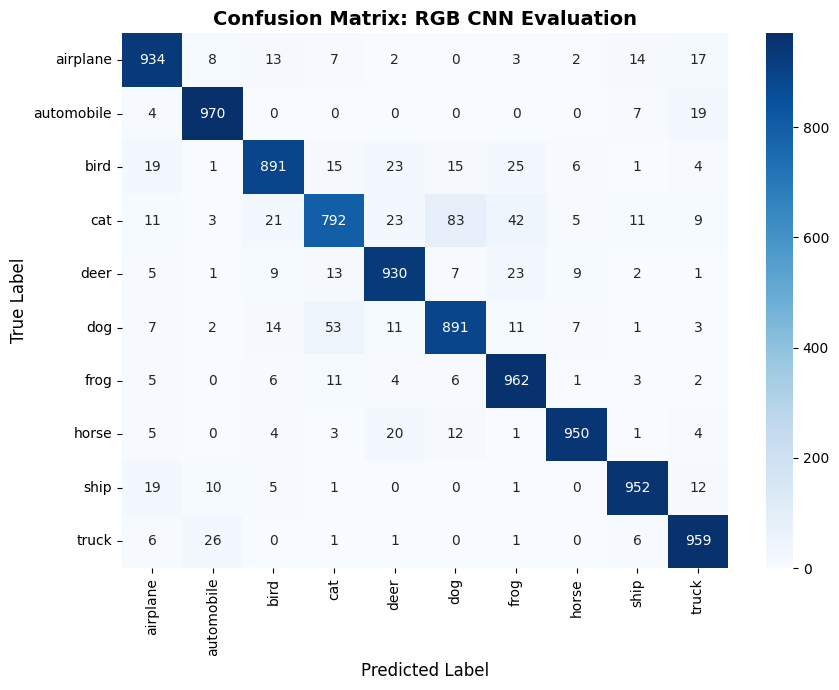 Confusion Matrix: RGB CNN Evaluation
True Label
airplane 934 8 13 7 2 0 3 2 14 17
automobile 4 970 0 0 0 0 0 0 7 19
bird 19 1 891 15 23 15 25 6 1 4
cat 11 3 21 792 23 83 42 5 11 9
deer 5 1 9 13 930 7 23 9 2 1
dog 7 2 14 53 11 891 11 7 1 3
frog 5 0 6 11 4 6 962 1 3 2
horse 5 0 4 3 20 12 1 950 1 4
ship 19 10 5 1 0 0 1 0 952 12
truck 6 26 0 1 1 0 1 0 6 959
airplane automobile bird cat deer dog frog horse ship truck
Predicted Label
800
600
400
200
0